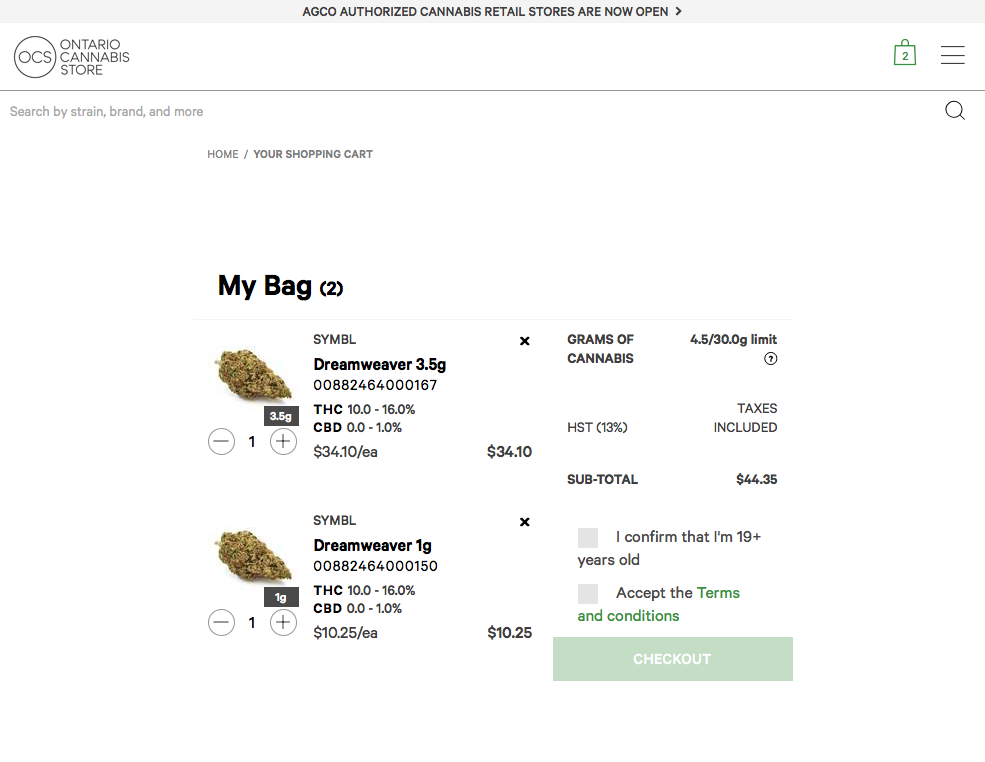 AGCO AUTHORIZED CANNABIS RETAIL STORES ARE NOW OPEN
OCS
ONTARIO
CANNABIS
STORE
2
Search by strain, brand, and more
HOME / YOUR SHOPPING CART
My Bag (2)
SYMBL
Dreamweaver 3.5g
00882464000167
THC 10.0 - 16.0%
CBD 0.0 - 1.0%
3.5g
1
$34.10/ea
$34.10
SYMBL
Dreamweaver 1g
00882464000150
THC 10.0 - 16.0%
CBD 0.0 - 1.0%
1g
1
$10.25/ea
$10.25
GRAMS OF
CANNABIS
4.5/30.0g limit
?
HST (13%)
TAXES
INCLUDED
SUB-TOTAL
$44.35
I confirm that I'm 19+
years old
Accept the Terms
and conditions
CHECKOUT